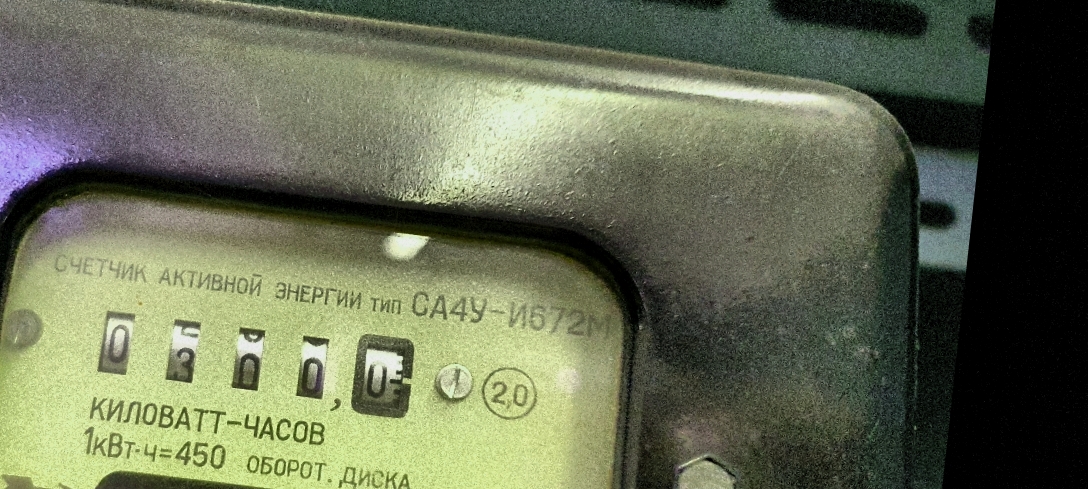 СЧЕТЧИК АКТИВНОЙ ЭНЕРГИИ ТИП СА4У-И672М
0 3 0 0 , 0
2,0
КИЛОВАТТ-ЧАСОВ
1кВт·ч=450 ОБОРОТ. ДИСКА